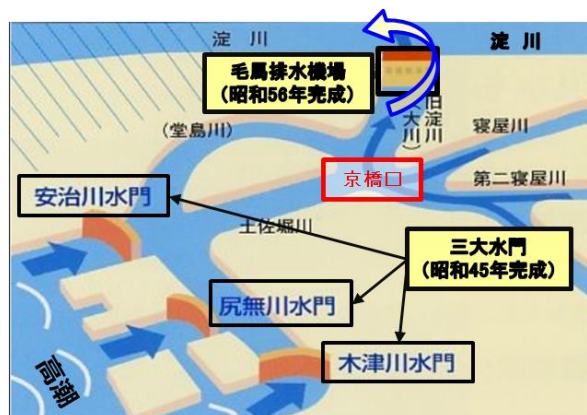 淀川
淀川
毛馬排水機場
（昭和56年完成）
旧淀川
（大川）
（堂島川）
寝屋川
京橋口
第二寝屋川
安治川水門
土佐堀川
三大水門
（昭和45年完成）
尻無川水門
木津川水門
高潮